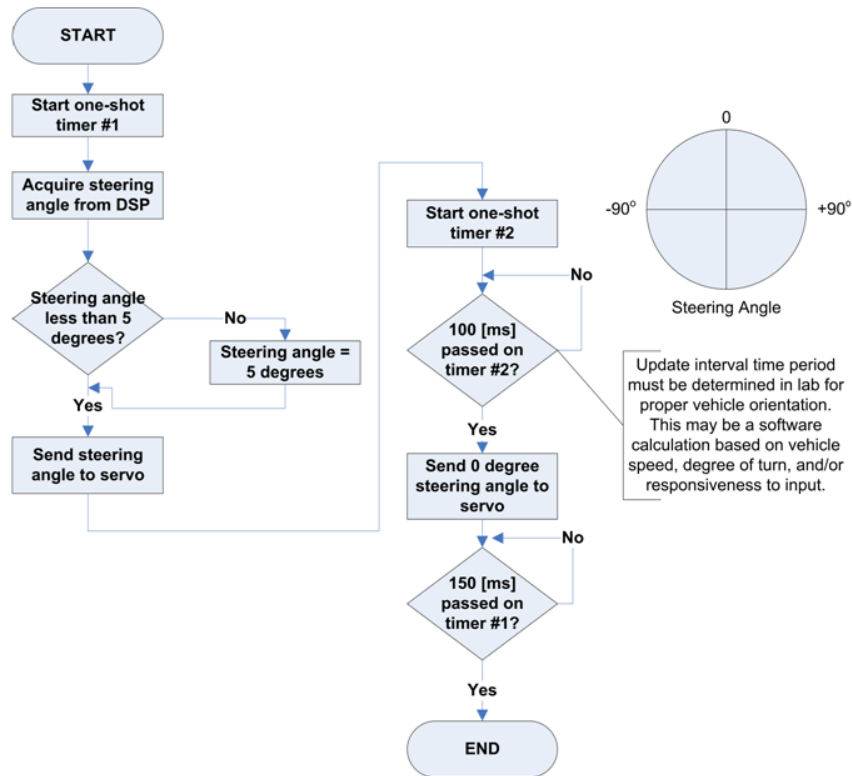 START
Start one-shot
timer #1
Acquire steering
angle from DSP
Steering angle
less than 5
degrees?
No
Steering angle =
5 degrees
Yes
Send steering
angle to servo
Start one-shot
timer #2
No
100 [ms]
passed on
timer #2?
Yes
Send 0 degree
steering angle to
servo
No
150 [ms]
passed on
timer #1?
Yes
END
0
-90°
+90°
Steering Angle
Update interval time period
must be determined in lab for
proper vehicle orientation.
This may be a software
calculation based on vehicle
speed, degree of turn, and/or
responsiveness to input.